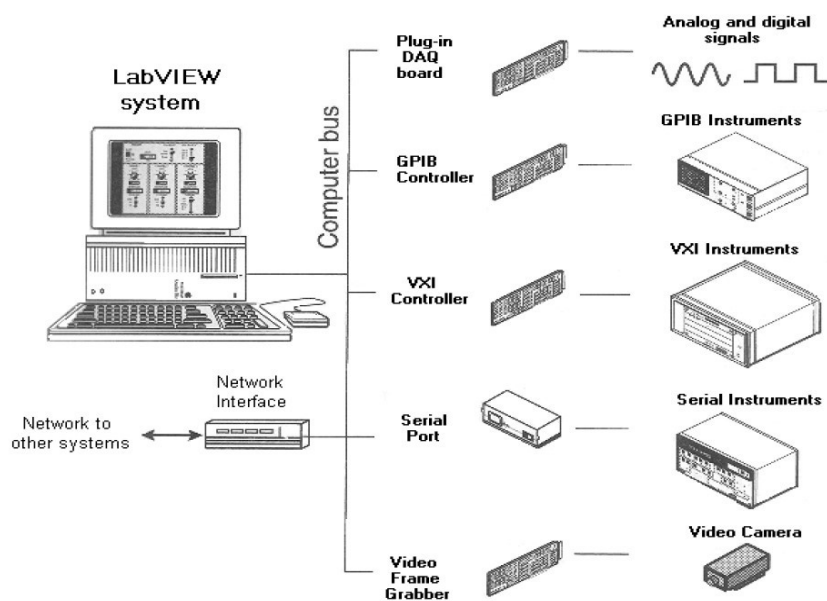 LabVIEW
system
Computer bus
Plug-in
DAQ
board
Analog and digital
signals
GPIB
Controller
GPIB Instruments
VXI
Controller
VXI Instruments
Network
Interface
Network to
other systems
Serial
Port
Serial Instruments
Video
Frame
Grabber
Video Camera